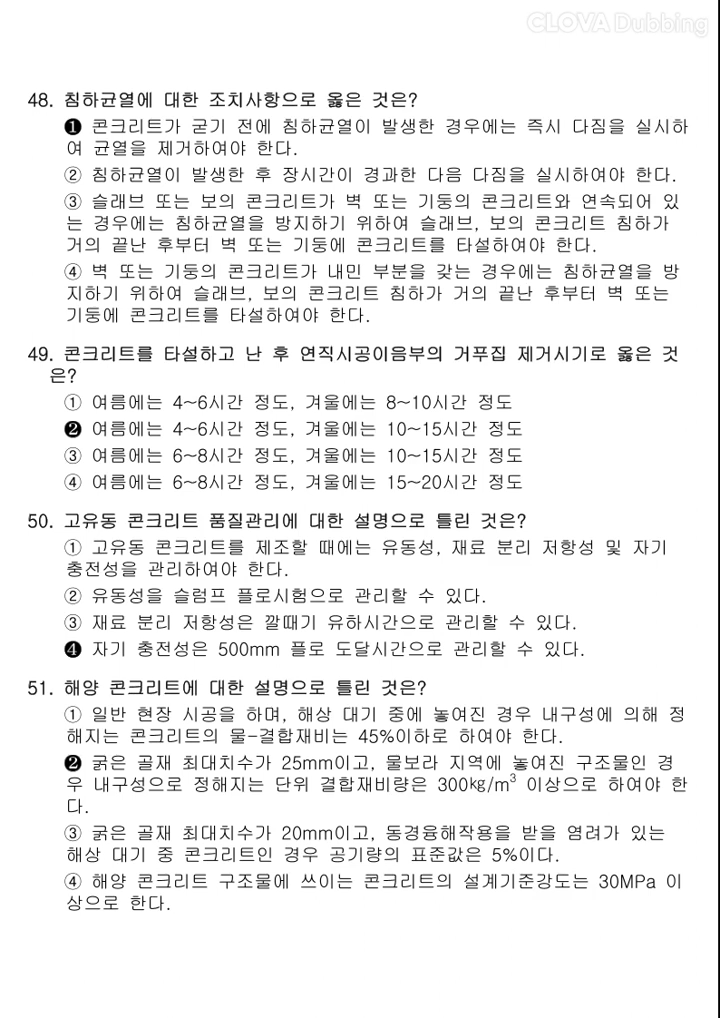 CLOVA Dubbing
48. 침하균열에 대한 조치사항으로 옳은 것은?
❶ 콘크리트가 굳기 전에 침하균열이 발생한 경우에는 즉시 다짐을 실시하
여 균열을 제거하여야 한다.
② 침하균열이 발생한 후 장시간이 경과한 다음 다짐을 실시하여야 한다.
③ 슬래브 또는 보의 콘크리트가 벽 또는 기둥의 콘크리트와 연속되어 있
는 경우에는 침하균열을 방지하기 위하여 슬래브, 보의 콘크리트 침하가
거의 끝난 후부터 벽 또는 기둥에 콘크리트를 타설하여야 한다.
④ 벽 또는 기둥의 콘크리트가 내민 부분을 갖는 경우에는 침하균열을 방
지하기 위하여 슬래브, 보의 콘크리트 침하가 거의 끝난 후부터 벽 또는
기둥에 콘크리트를 타설하여야 한다.
49. 콘크리트를 타설하고 난 후 연직시공이음부의 거푸집 제거시기로 옳은 것
은?
① 여름에는 4~6시간 정도, 겨울에는 8~10시간 정도
❷ 여름에는 4~6시간 정도, 겨울에는 10~15시간 정도
③ 여름에는 6~8시간 정도, 겨울에는 10~15시간 정도
④ 여름에는 6~8시간 정도, 겨울에는 15~20시간 정도
50. 고유동 콘크리트 품질관리에 대한 설명으로 틀린 것은?
① 고유동 콘크리트를 제조할 때에는 유동성, 재료 분리 저항성 및 자기
충전성을 관리하여야 한다.
② 유동성을 슬럼프 플로시험으로 관리할 수 있다.
③ 재료 분리 저항성은 깔때기 유하시간으로 관리할 수 있다.
❹ 자기 충전성은 500mm 플로 도달시간으로 관리할 수 있다.
51. 해양 콘크리트에 대한 설명으로 틀린 것은?
① 일반 현장 시공을 하며, 해상 대기 중에 놓여진 경우 내구성에 의해 정
해지는 콘크리트의 물-결합재비는 45%이하로 하여야 한다.
❷ 굵은 골재 최대치수가 25mm이고, 물보라 지역에 놓여진 구조물인 경
우 내구성으로 정해지는 단위 결합재비량은 300kg/m³ 이상으로 하여야 한
다.
③ 굵은 골재 최대치수가 20mm이고, 동경융해작용을 받을 염려가 있는
해상 대기 중 콘크리트인 경우 공기량의 표준값은 5%이다.
④ 해양 콘크리트 구조물에 쓰이는 콘크리트의 설계기준강도는 30MPa 이
상으로 한다.